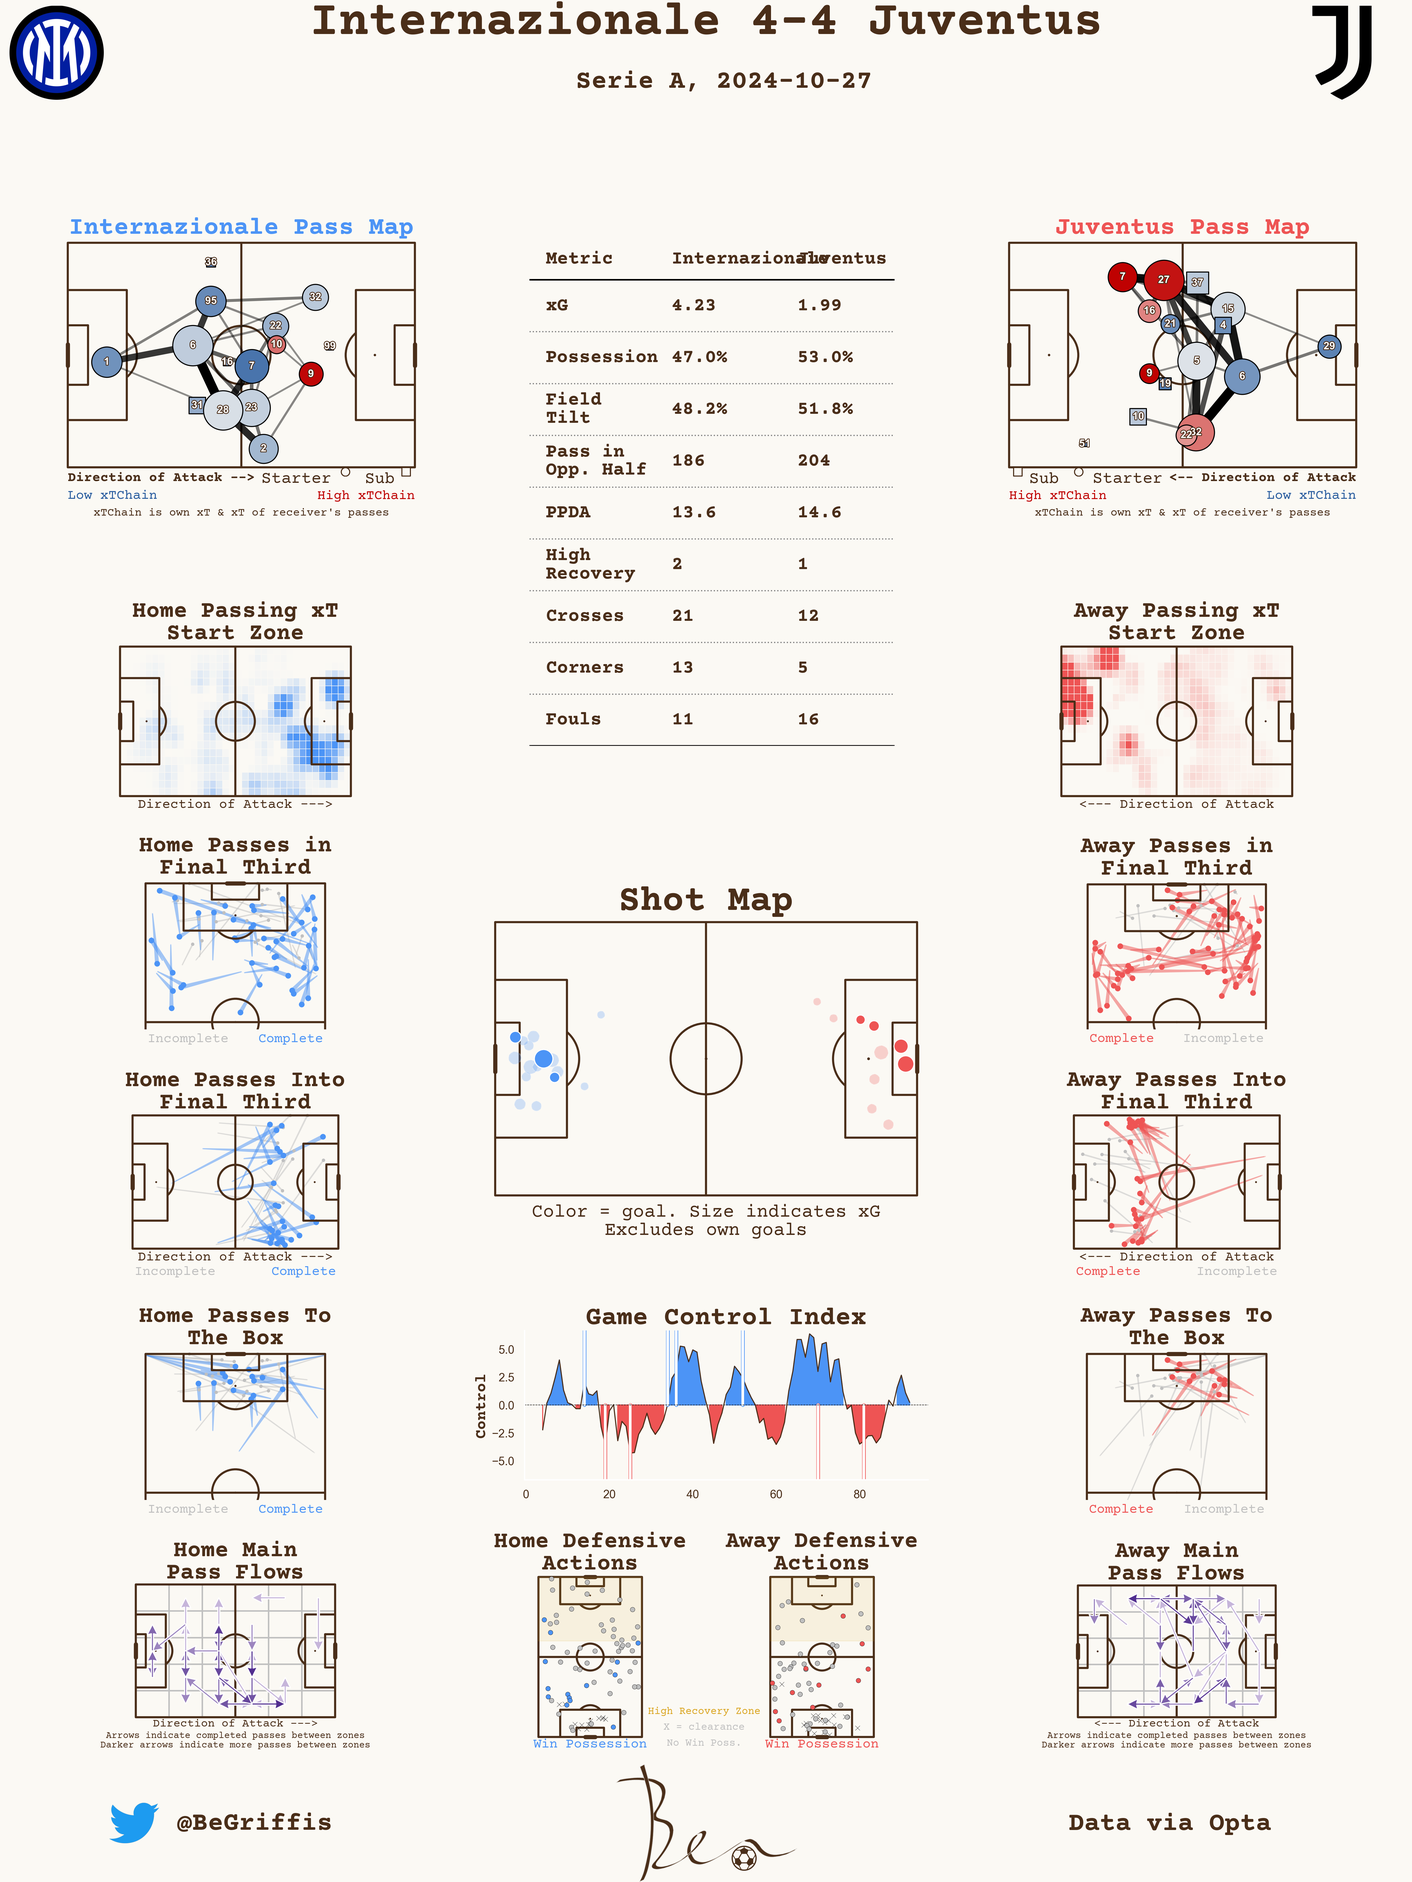 Internazionale 4-4 Juventus
Serie A, 2024-10-27
Internazionale Pass Map
36
95
32
22
6
10
99
1
16
7
9
31
28
23
2
Direction of Attack --> Starter Sub
Low xTChain High xTChain
xTChain is own xT & xT of receiver's passes
Metric Internazionale Juventus
xG 4.23 1.99
Possession 47.0% 53.0%
Field
Tilt 48.2% 51.8%
Pass in
Opp. Half 186 204
PPDA 13.6 14.6
High
Recovery 2 1
Crosses 21 12
Corners 13 5
Fouls 11 16
Juventus Pass Map
7
27
37
16
15
21
4
29
5
9
6
19
10
22
32
51
Sub Starter <-- Direction of Attack
High xTChain Low xTChain
xTChain is own xT & xT of receiver's passes
Home Passing xT
Start Zone
Direction of Attack --->
Away Passing xT
Start Zone
<--- Direction of Attack
Home Passes in
Final Third
Incomplete Complete
Away Passes in
Final Third
Complete Incomplete
Shot Map
Color = goal. Size indicates xG
Excludes own goals
Home Passes Into
Final Third
Direction of Attack --->
Incomplete Complete
Away Passes Into
Final Third
<--- Direction of Attack
Complete Incomplete
Home Passes To
The Box
Incomplete Complete
Game Control Index
Control
5.0
2.5
0.0
−2.5
−5.0
0 20 40 60 80
Away Passes To
The Box
Complete Incomplete
Home Main
Pass Flows
Direction of Attack --->
Arrows indicate completed passes between zones
Darker arrows indicate more passes between zones
Home Defensive
Actions
Win Possession
Away Defensive
Actions
Win Possession
High Recovery Zone
X = clearance
No Win Poss.
Away Main
Pass Flows
<--- Direction of Attack
Arrows indicate completed passes between zones
Darker arrows indicate more passes between zones
@BeGriffis
Ben
Data via Opta